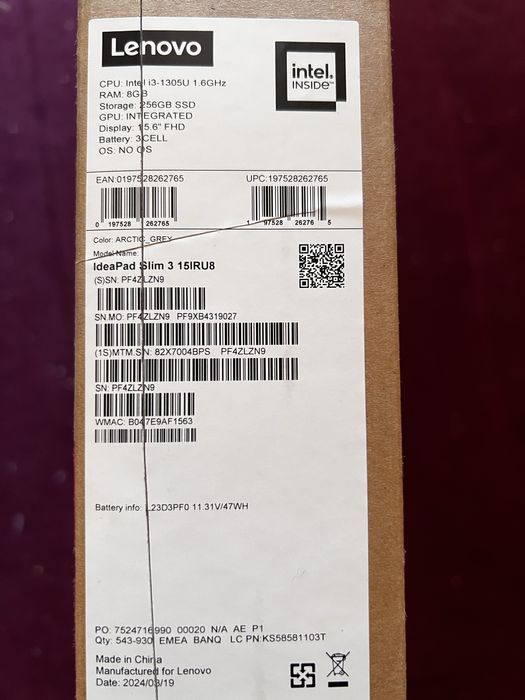 Lenovo
intel.
INSIDE™
CPU: Intel i3-1305U 1.6GHz
RAM: 8GB
Storage: 256GB SSD
GPU: INTEGRATED
Display: 15.6" FHD
Battery: 3CELL
OS: NO OS
EAN:0197528262765
UPC:197528262765
0 197528 262765
1 97528 26276 5
Color: ARCTIC_GREY
Model Name:
IdeaPad Slim 3 15IRU8
(S)SN: PF4ZLZN9
SN.MO: PF4ZLZN9 PF9XB4319027
(1S)MTM.SN: 82X7004BPS PF4ZLZN9
SN: PF4ZLZN9
WMAC: B047E9AF1563
Battery info: L23D3PF0 11.31V/47WH
PO: 7524716990 00020 N/A AE P1
Qty: 543-930 EMEA BANQ LC PN:KS58581103T
Made in China
Manufactured for Lenovo
Date: 2024/03/19